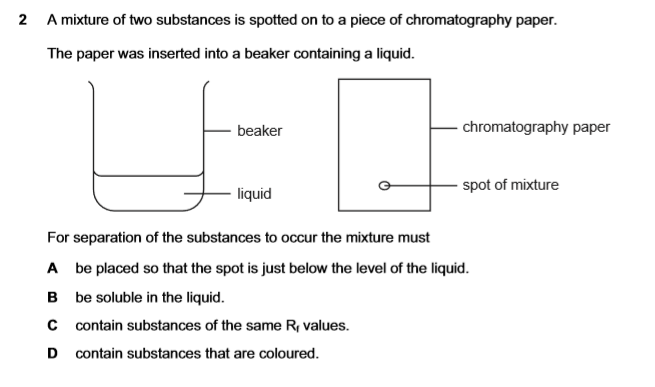 2 A mixture of two substances is spotted on to a piece of chromatography paper.
The paper was inserted into a beaker containing a liquid.
beaker
chromatography paper
liquid
spot of mixture
For separation of the substances to occur the mixture must
A be placed so that the spot is just below the level of the liquid.
B be soluble in the liquid.
C contain substances of the same Rf values.
D contain substances that are coloured.